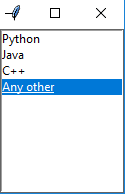 Python
Java
C++
Any other